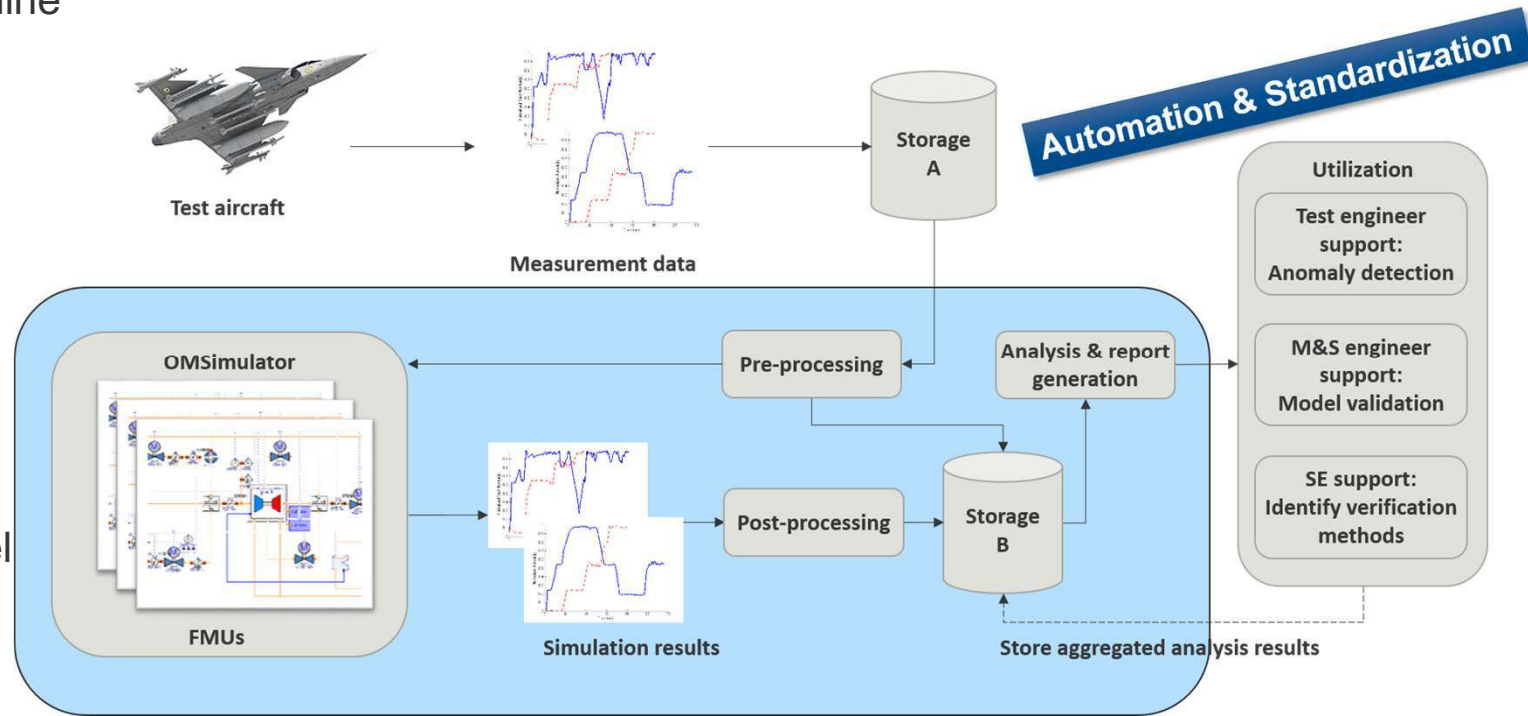 line
Automation & Standardization
Test aircraft
Measurement data
Storage
A
Utilization
Test engineer
support:
Anomaly detection
M&S engineer
support:
Model validation
SE support:
Identify verification
methods
OMSimulator
FMUs
Pre-processing
Analysis & report
generation
Simulation results
Post-processing
Storage
B
Store aggregated analysis results
el